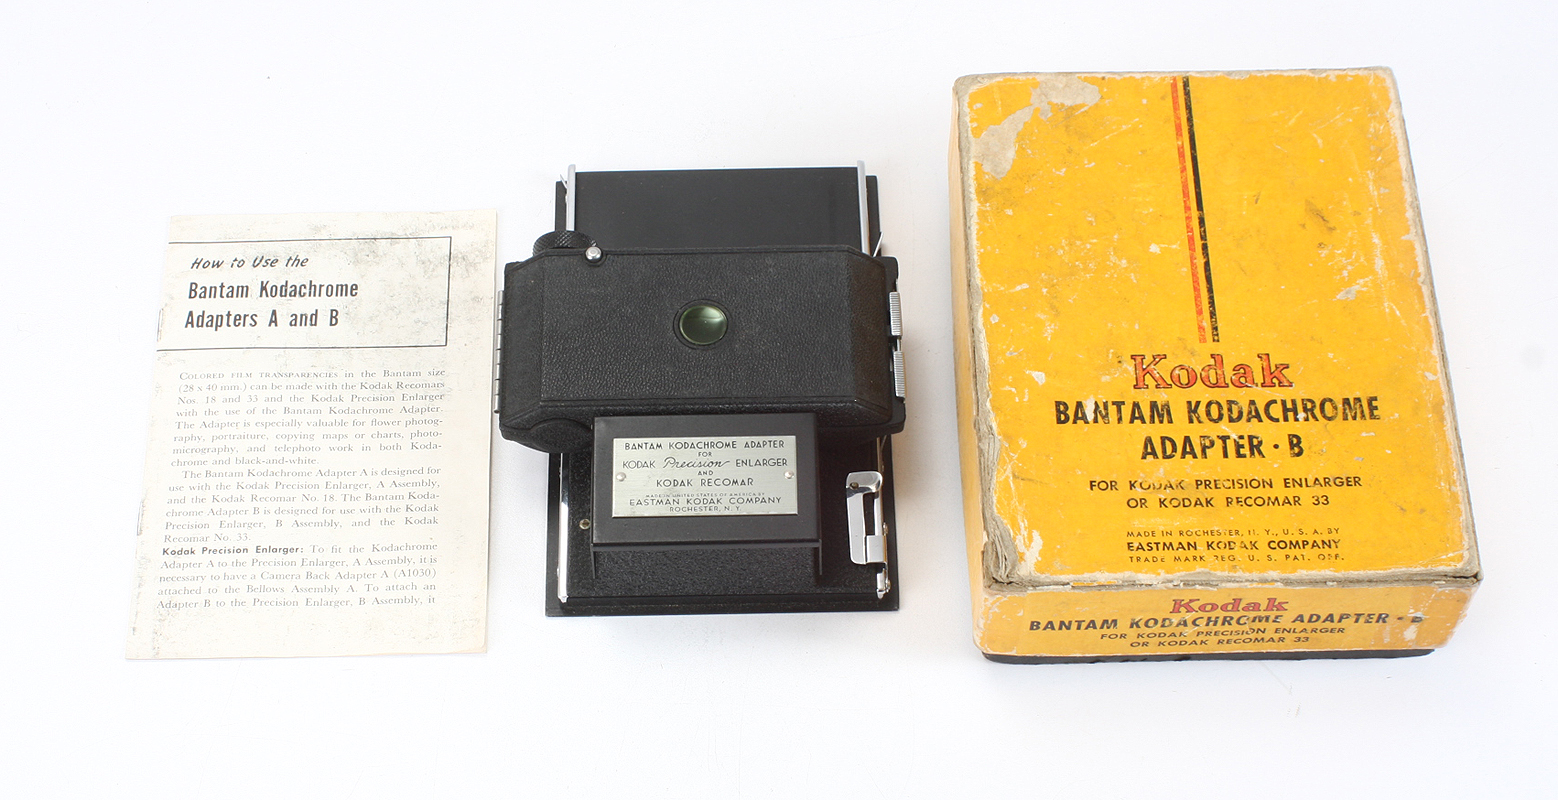 How to Use the
Bantam Kodachrome
Adapters A and B
COLORED FILM TRANSPARENCIES in the Bantam size
(28 x 40 mm.) can be made with the Kodak Recomars
Nos. 18 and 33 and the Kodak Precision Enlarger
with the use of the Bantam Kodachrome Adapter.
The Adapter is especially valuable for flower photog-
raphy, portraiture, copying maps or charts, photo-
micrography, and telephoto work in both Koda-
chrome and black-and-white.
The Bantam Kodachrome Adapter A is designed for
use with the Kodak Precision Enlarger, A Assembly,
and the Kodak Recomar No. 18. The Bantam Koda-
chrome Adapter B is designed for use with the Kodak
Precision Enlarger, B Assembly, and the Kodak
Recomar No. 33.
Kodak Precision Enlarger: To fit the Kodachrome
Adapter A to the Precision Enlarger, A Assembly, it is
necessary to have a Camera Back Adapter A (A1030)
attached to the Bellows Assembly A. To attach an
Adapter B to the Precision Enlarger, B Assembly, it
BANTAM KODACHROME ADAPTER
FOR
KODAK Precision ENLARGER
AND
KODAK RECOMAR
MADE IN UNITED STATES OF AMERICA BY
EASTMAN KODAK COMPANY
ROCHESTER, N. Y.
Kodak
BANTAM KODACHROME
ADAPTER · B
FOR KODAK PRECISION ENLARGER
OR KODAK RECOMAR 33
MADE IN ROCHESTER, N. Y., U. S. A. BY
EASTMAN KODAK COMPANY
TRADE MARK REG. U. S. PAT. OFF.
Kodak
BANTAM KODACHROME ADAPTER · B
FOR KODAK PRECISION ENLARGER
OR KODAK RECOMAR 33